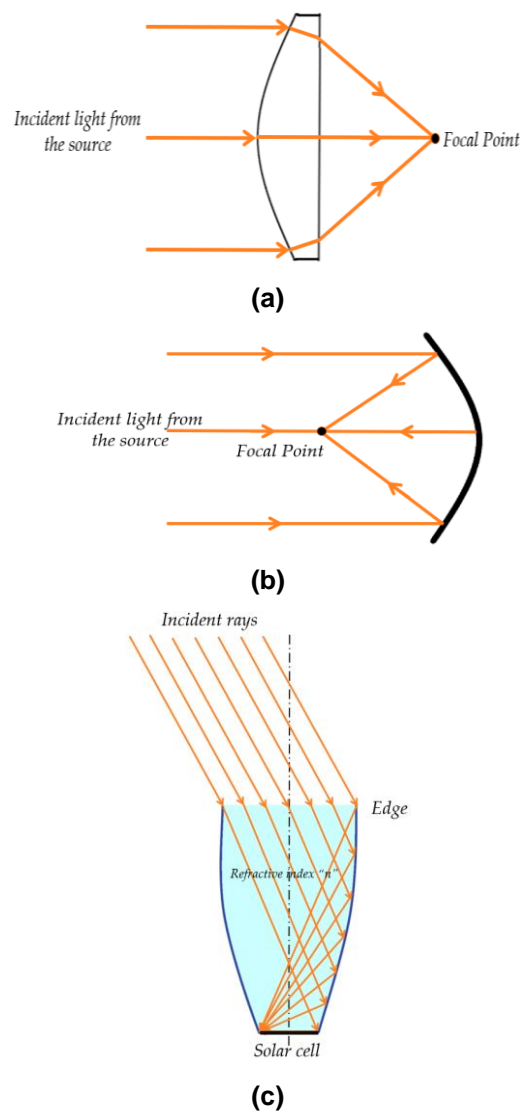 Incident light from
the source
Focal Point
(a)
Incident light from
the source
Focal Point
(b)
Incident rays
Edge
Refractive index "n"
Solar cell
(c)